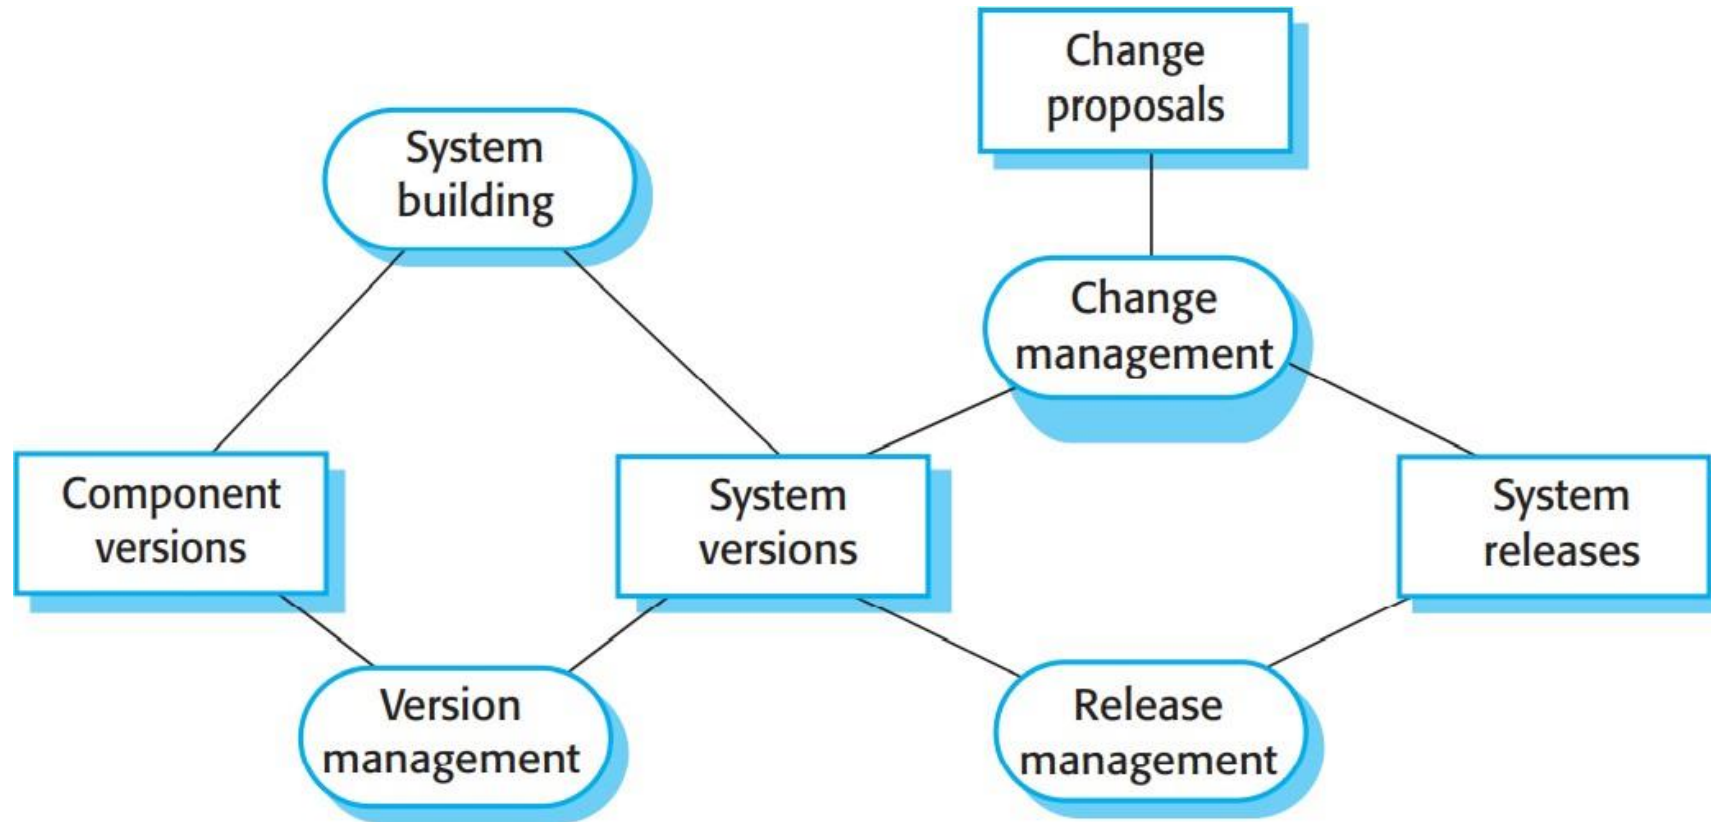 Change
proposals
System
building
Change
management
Component
versions
System
versions
System
releases
Version
management
Release
management